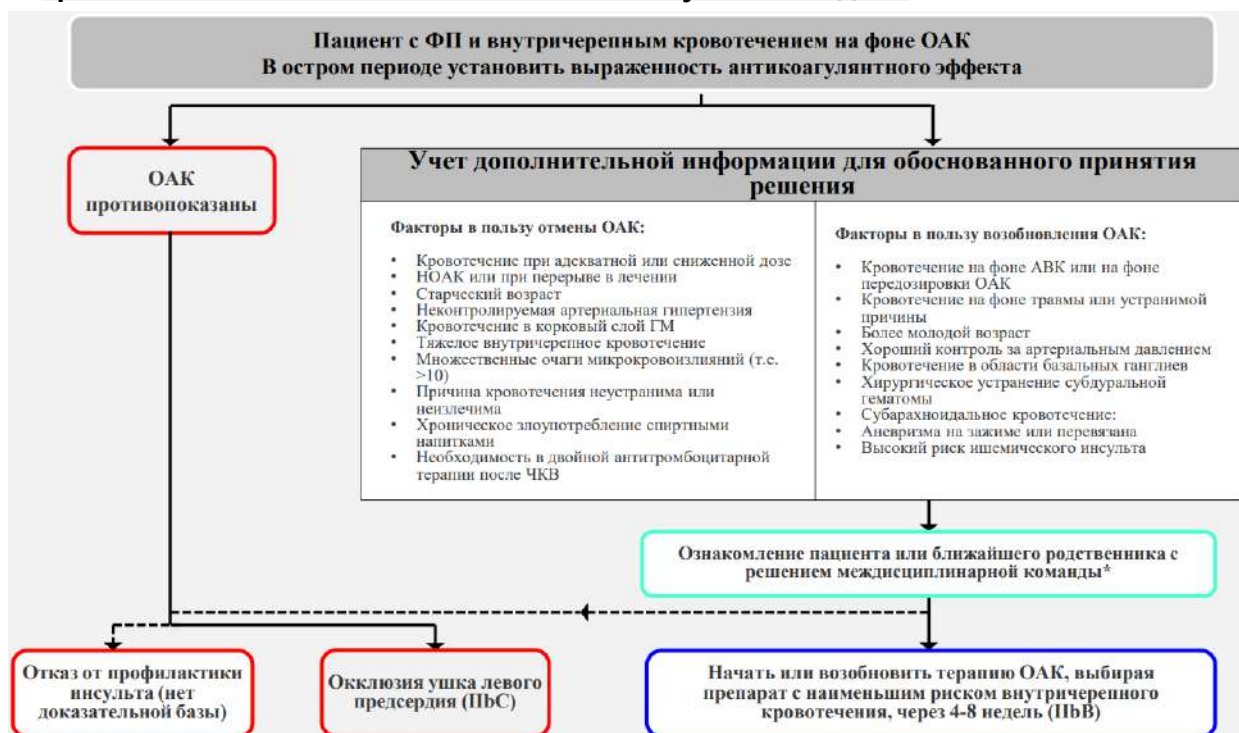 Пациент с ФП и внутричерепным кровотечением на фоне ОАК
В остром периоде установить выраженность антикоагулянтного эффекта
ОАК
противопоказаны
Учет дополнительной информации для обоснованного принятия
решения
Факторы в пользу отмены ОАК:
• Кровотечение при адекватной или сниженной дозе
• НОАК или при перерыве в лечении
• Старческий возраст
• Неконтролируемая артериальная гипертензия
• Кровотечение в корковый слой ГМ
• Тяжелое внутричерепное кровотечение
• Множественные очаги микрокровоизлияний (т.е.
>10)
• Причина кровотечения неустранима или
неизлечима
• Хроническое злоупотребление спиртными
напитками
• Необходимость в двойной антитромбоцитарной
терапии после ЧКВ
Факторы в пользу возобновления ОАК:
• Кровотечение на фоне АВК или на фоне
передозировки ОАК
• Кровотечение на фоне травмы или устранимой
причины
• Более молодой возраст
• Хороший контроль за артериальным давлением
• Кровотечение в области базальных ганглиев
• Хирургическое устранение субдуральной
гематомы
• Субарахноидальное кровотечение:
• Аневризма на зажиме или перевязана
• Высокий риск ишемического инсульта
Ознакомление пациента или ближайшего родственника с
решением междисциплинарной команды*
Отказ от профилактики
инсульта (нет
доказательной базы)
Окклюзия ушка левого
предсердия (IIbC)
Начать или возобновить терапию ОАК, выбирая
препарат с наименьшим риском внутричерепного
кровотечения, через 4-8 недель (IIbB)